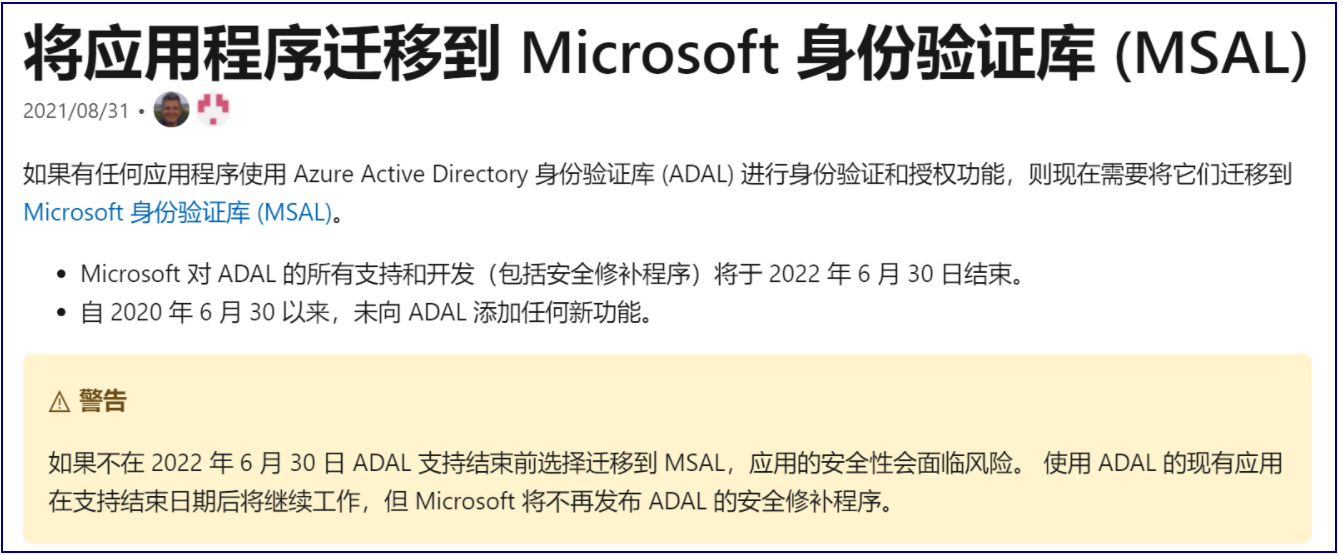 将应用程序迁移到 Microsoft 身份验证库 (MSAL)
2021/08/31 •
如果有任何应用程序使用 Azure Active Directory 身份验证库 (ADAL) 进行身份验证和授权功能，则现在需要将它们迁移到
Microsoft 身份验证库 (MSAL)。
• Microsoft 对 ADAL 的所有支持和开发（包括安全修补程序）将于 2022 年 6 月 30 日结束。
• 自 2020 年 6 月 30 以来，未向 ADAL 添加任何新功能。
⚠ 警告
如果不在 2022 年 6 月 30 日 ADAL 支持结束前选择迁移到 MSAL，应用的安全性会面临风险。 使用 ADAL 的现有应用
在支持结束日期后将继续工作，但 Microsoft 将不再发布 ADAL 的安全修补程序。